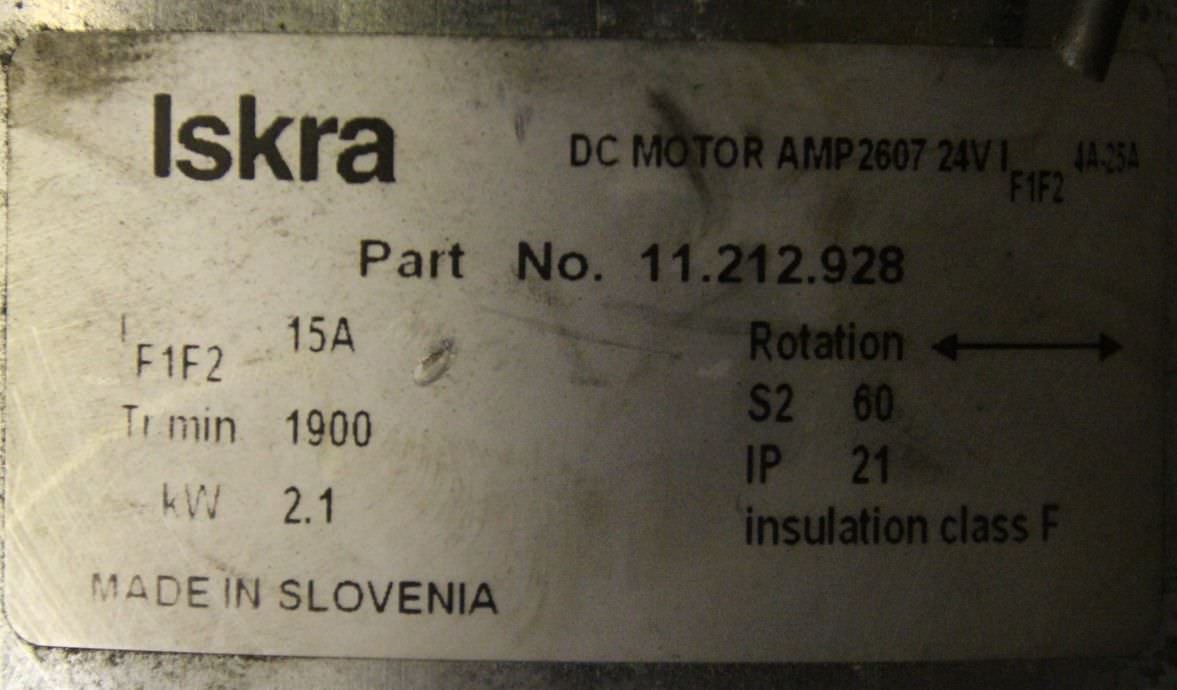 Iskra
DC MOTOR AMP2607 24V I F1F2 4A-25A
Part No. 11.212.928
I F1F2 15A
Tr min 1900
kW 2.1
MADE IN SLOVENIA
Rotation
S2 60
IP 21
insulation class F